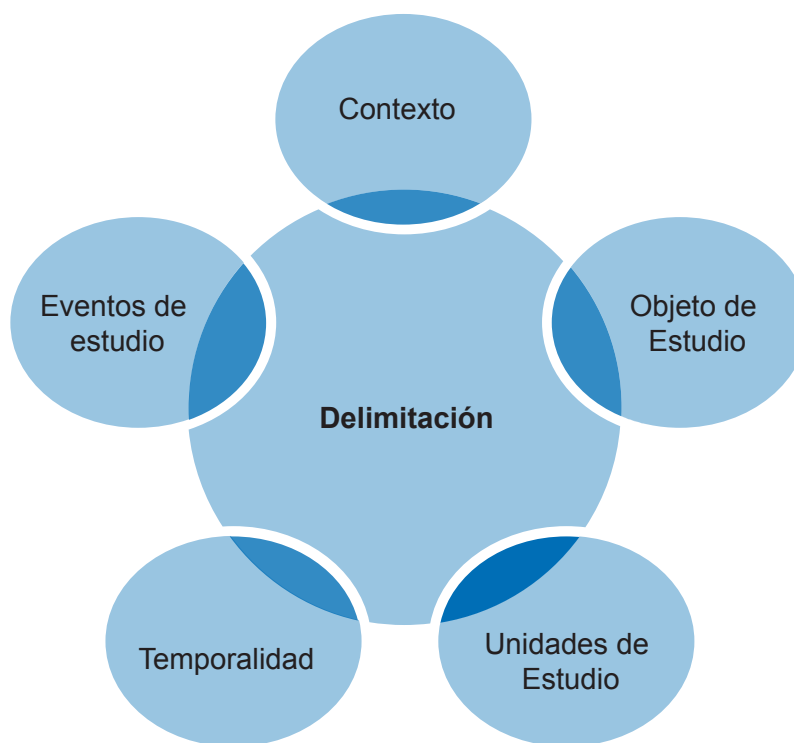 Contexto
Eventos de
estudio
Objeto de
Estudio
Delimitación
Temporalidad
Unidades de
Estudio